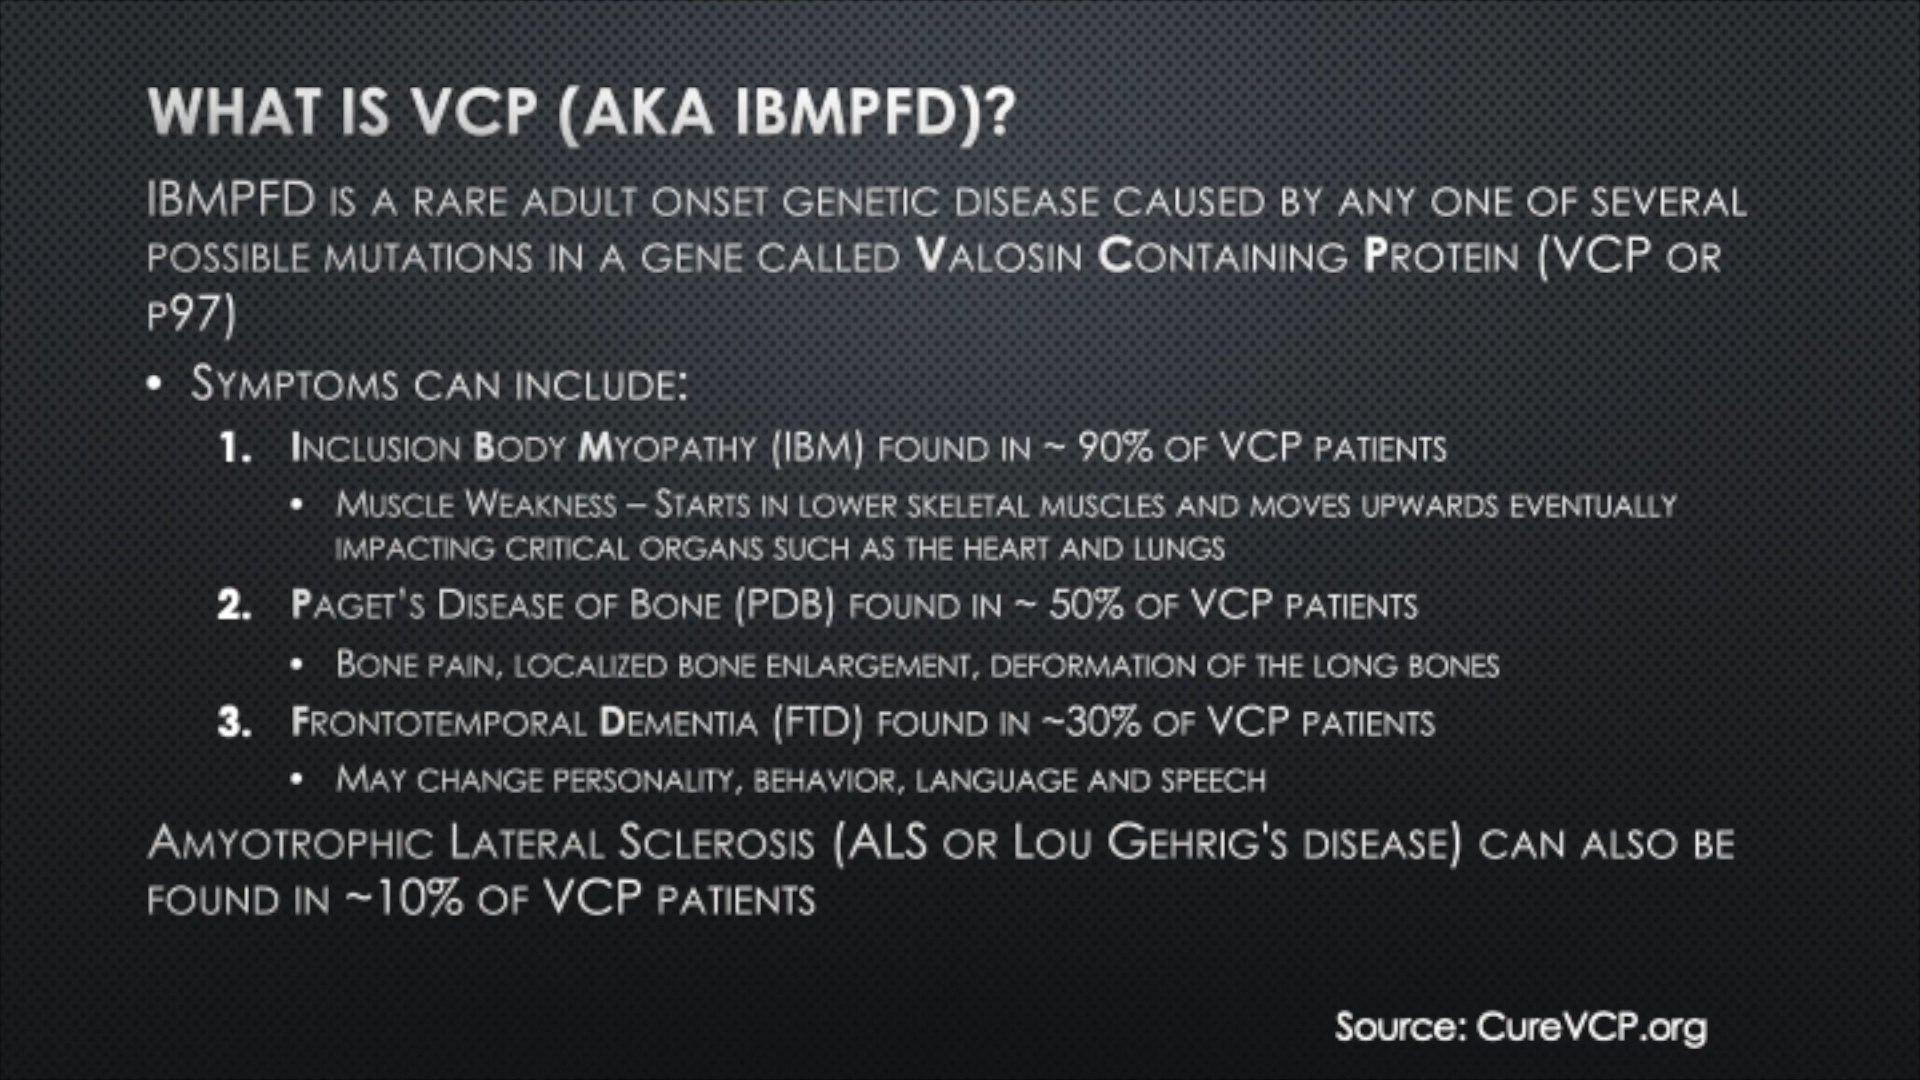 WHAT IS VCP (AKA IBMPFD)?
IBMPFD IS A RARE ADULT ONSET GENETIC DISEASE CAUSED BY ANY ONE OF SEVERAL
POSSIBLE MUTATIONS IN A GENE CALLED VALOSIN CONTAINING PROTEIN (VCP OR
P97)
• SYMPTOMS CAN INCLUDE:
1. INCLUSION BODY MYOPATHY (IBM) FOUND IN ~ 90% OF VCP PATIENTS
• MUSCLE WEAKNESS – STARTS IN LOWER SKELETAL MUSCLES AND MOVES UPWARDS EVENTUALLY
IMPACTING CRITICAL ORGANS SUCH AS THE HEART AND LUNGS
2. PAGET'S DISEASE OF BONE (PDB) FOUND IN ~ 50% OF VCP PATIENTS
• BONE PAIN, LOCALIZED BONE ENLARGEMENT, DEFORMATION OF THE LONG BONES
3. FRONTOTEMPORAL DEMENTIA (FTD) FOUND IN ~30% OF VCP PATIENTS
• MAY CHANGE PERSONALITY, BEHAVIOR, LANGUAGE AND SPEECH
AMYOTROPHIC LATERAL SCLEROSIS (ALS OR LOU GEHRIG'S DISEASE) CAN ALSO BE
FOUND IN ~10% OF VCP PATIENTS
Source: CureVCP.org